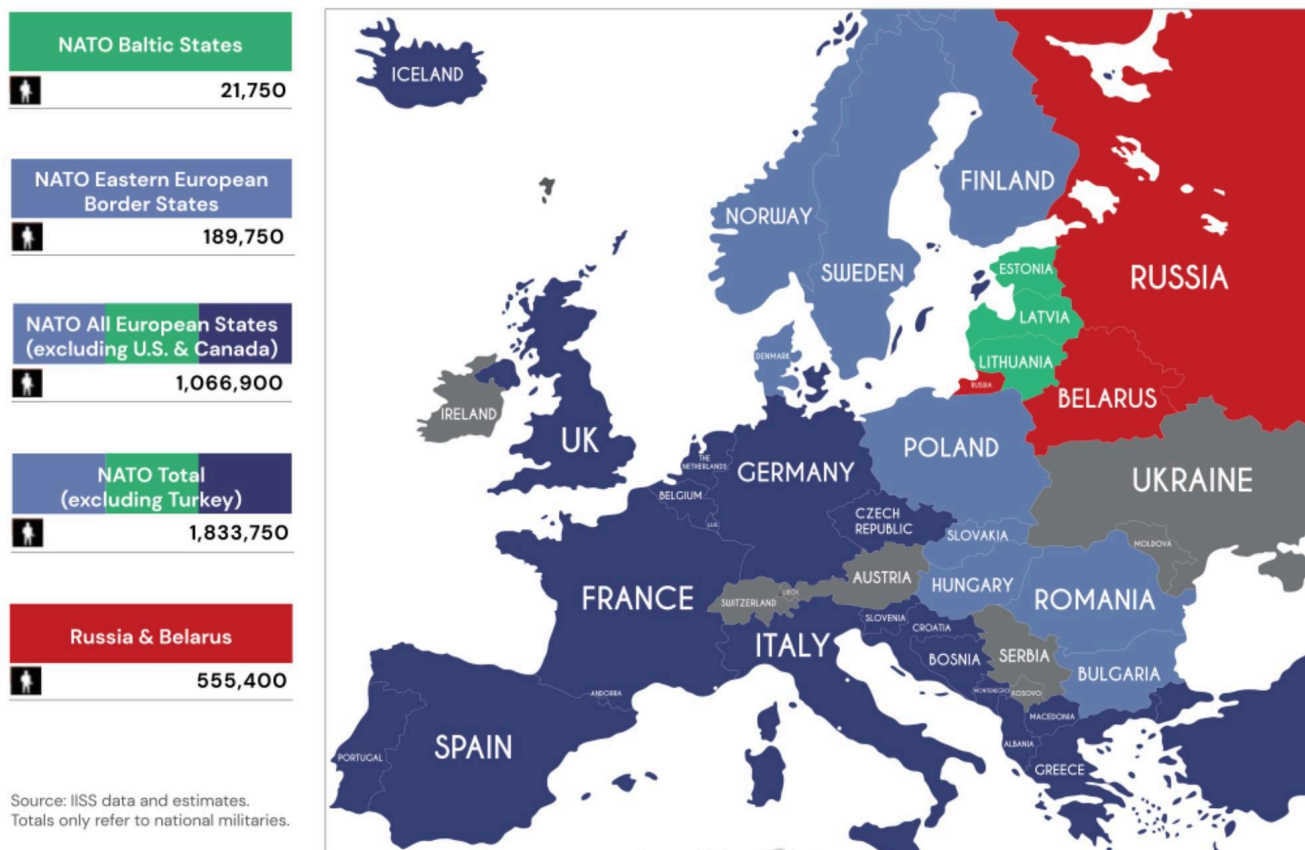 NATO Baltic States
21,750
NATO Eastern European
Border States
189,750
NATO All European States
(excluding U.S. & Canada)
1,066,900
NATO Total
(excluding Turkey)
1,833,750
Russia & Belarus
555,400
Source: IISS data and estimates.
Totals only refer to national militaries.
ICELAND
NORWAY
SWEDEN
FINLAND
ESTONIA
LATVIA
LITHUANIA
RUSSIA
RUSSIA
BELARUS
DENMARK
IRELAND
UK
THE
NETHERLANDS
BELGIUM
LUX.
GERMANY
POLAND
UKRAINE
CZECH
REPUBLIC
SLOVAKIA
MOLDOVA
AUSTRIA
HUNGARY
ROMANIA
FRANCE
SWITZERLAND
SLOVENIA
CROATIA
ITALY
BOSNIA
SERBIA
BULGARIA
MONTENEGRO
KOSOVO
MACEDONIA
ALBANIA
GREECE
ANDORRA
SPAIN
PORTUGAL